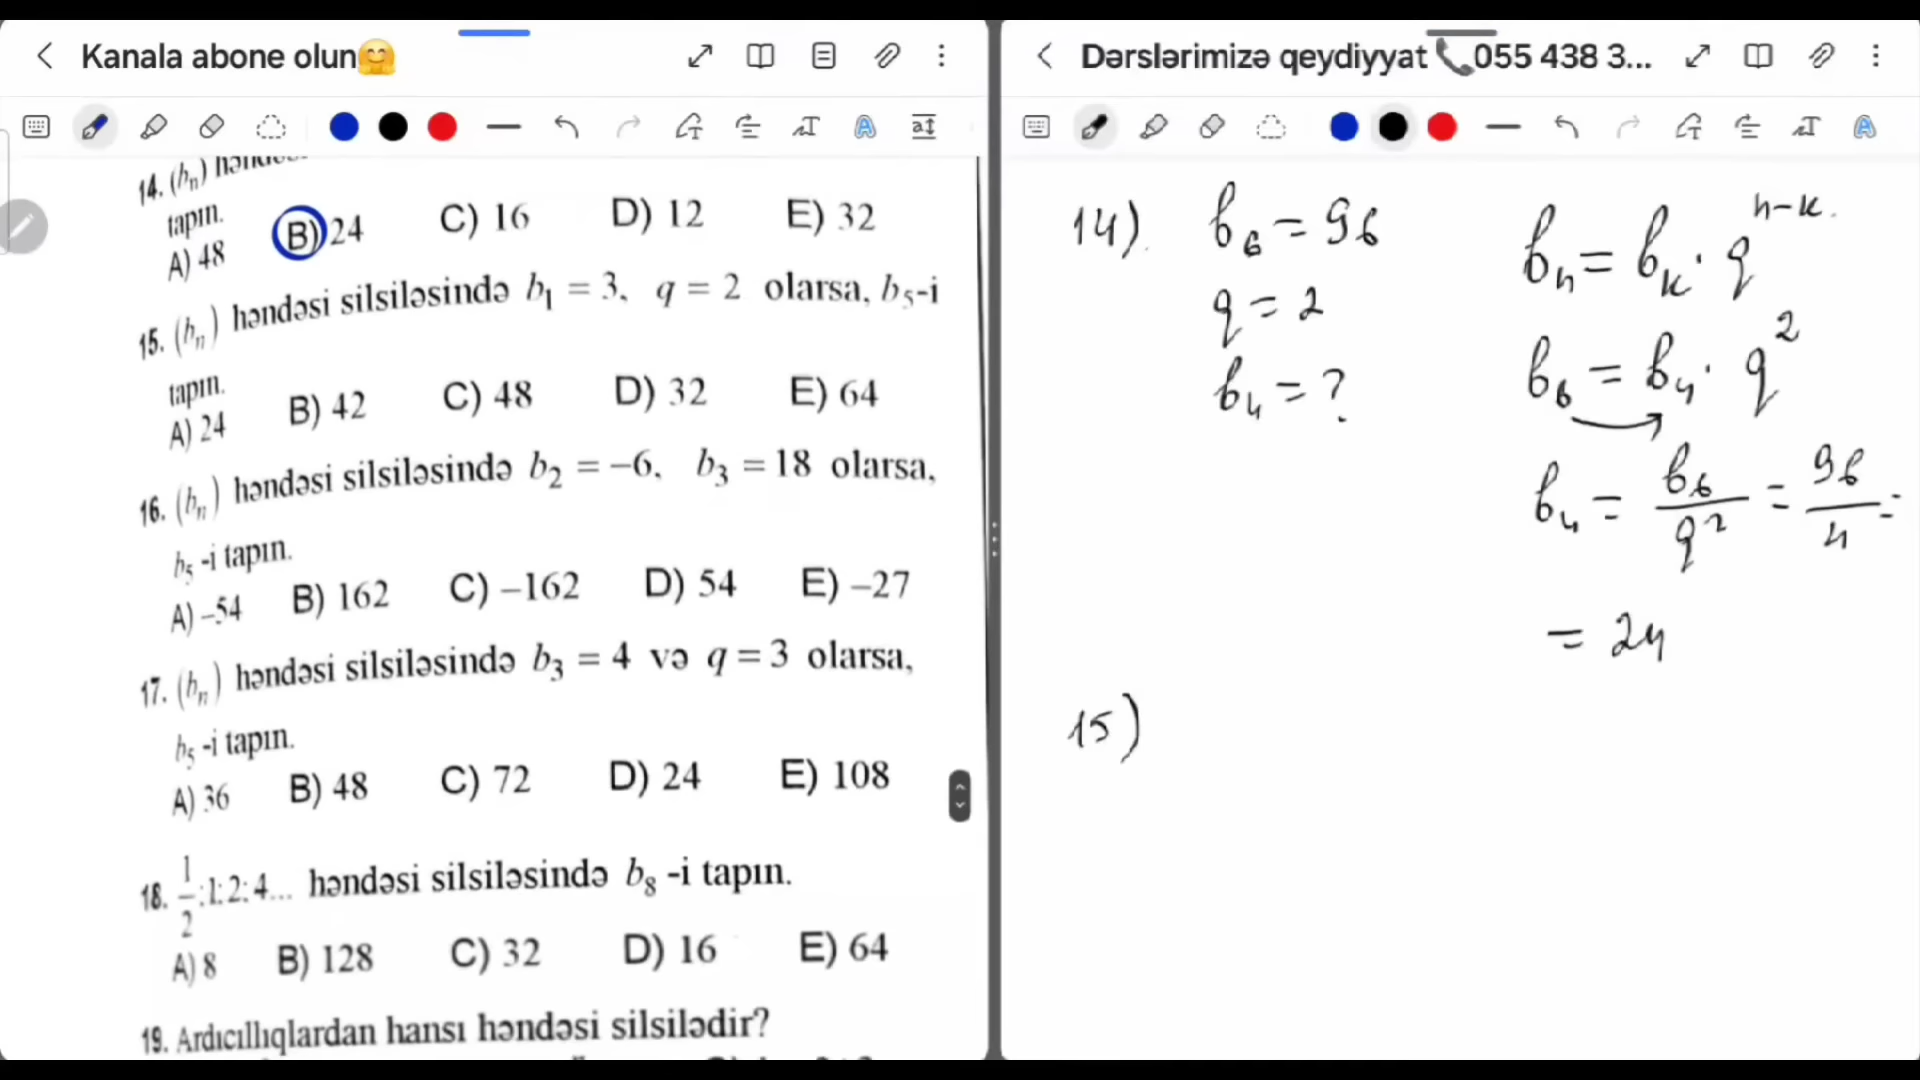 Kanala abone olun🤗
14. (bₙ)
tapın.
A) 48 B) 24 C) 16 D) 12 E) 32
15. (bₙ) həndəsi silsiləsində b₁ = 3, q = 2 olarsa, b₅-i
tapın.
A) 24 B) 42 C) 48 D) 32 E) 64
16. (bₙ) həndəsi silsiləsində b₂ = –6, b₃ = 18 olarsa,
b₅ -i tapın.
A) –54 B) 162 C) –162 D) 54 E) –27
17. (bₙ) həndəsi silsiləsində b₃ = 4 və q = 3 olarsa,
b₅ -i tapın.
A) 36 B) 48 C) 72 D) 24 E) 108
18. 1/2; 1; 2; 4... həndəsi silsiləsində b₈ -i tapın.
A) 8 B) 128 C) 32 D) 16 E) 64
19. Ardıcıllıqlardan hansı həndəsi silsilədir?
Dərslərimizə qeydiyyat 📞055 438 3...
14). b₆ = 96
q = 2
b₄ = ?
bₙ = bₖ · qⁿ⁻ᵏ.
b₆ = b₄ · q²
b₄ = b₆/q² = 96/4 =
= 24
15)